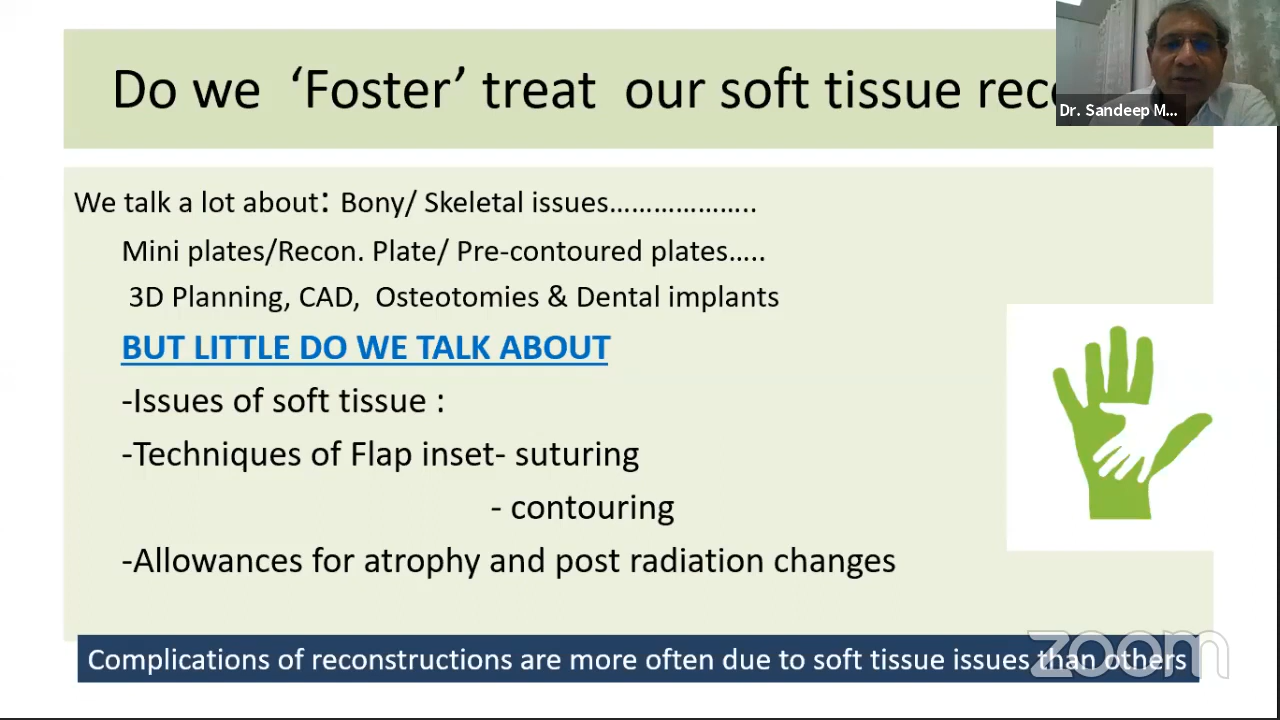 Do we ‘Foster’ treat our soft tissue
Dr. Sandeep M...
We talk a lot about: Bony/ Skeletal issues………………..
Mini plates/Recon. Plate/ Pre-contoured plates…..
3D Planning, CAD, Osteotomies & Dental implants
BUT LITTLE DO WE TALK ABOUT
-Issues of soft tissue :
-Techniques of Flap inset- suturing
- contouring
-Allowances for atrophy and post radiation changes
Complications of reconstructions are more often due to soft tissue issues than others
zoom